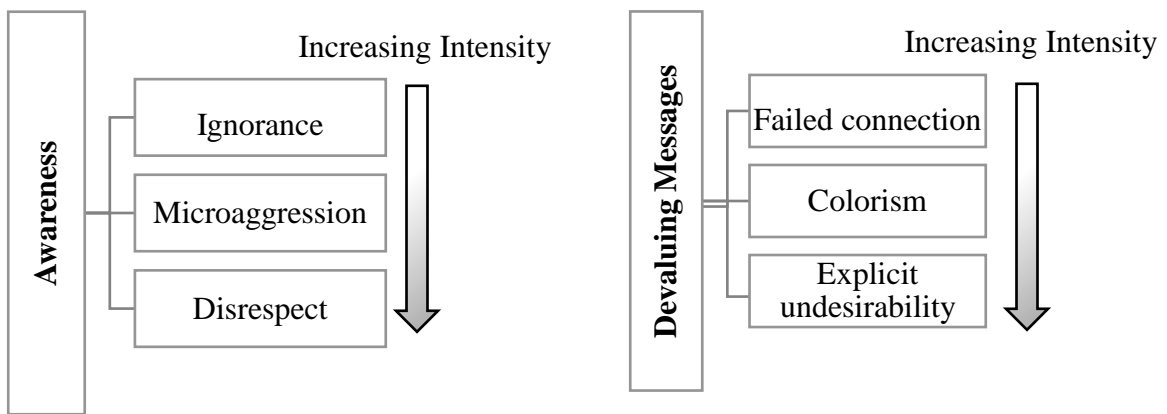 Awareness
Increasing Intensity
Ignorance
Microaggression
Disrespect
Devaluing Messages
Increasing Intensity
Failed connection
Colorism
Explicit
undesirability